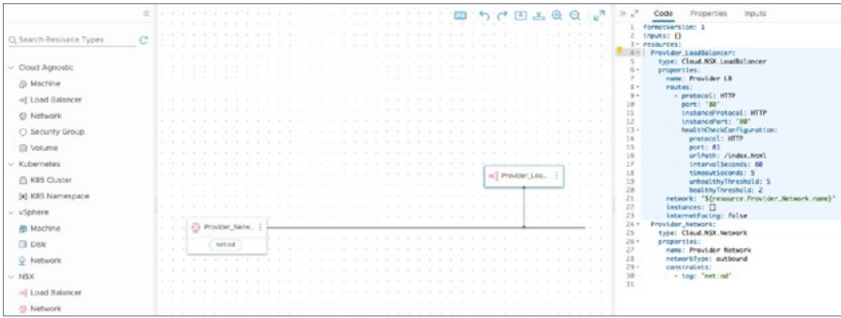 Search Resource Types
Cloud Agnostic
Machine
Load Balancer
Network
Security Group
Volume
Kubernetes
K8S Cluster
K8S Namespace
vSphere
Machine
Disk
Network
NSX
Load Balancer
Network
Provider_Loa...
Provider_Netw...
net:od
Code Properties Inputs
1 formatVersion: 1
2 inputs: {}
3 resources:
4 Provider_LoadBalancer:
5 type: Cloud.NSX.LoadBalancer
6 properties:
7 name: Provider LB
8 routes:
9 - protocol: HTTP
10 port: '80'
11 instanceProtocol: HTTP
12 instancePort: '80'
13 healthCheckConfiguration:
14 protocol: HTTP
15 port: 81
16 urlPath: /index.html
17 intervalSeconds: 60
18 timeoutSeconds: 5
19 unhealthyThreshold: 5
20 healthyThreshold: 2
21 network: "${resource.Provider_Network.name}"
22 instances: []
23 internetFacing: false
24 Provider_Network:
25 type: Cloud.NSX.Network
26 properties:
27 name: Provider Network
28 networkType: outbound
29 constraints:
30 - tag: "net:od"
31